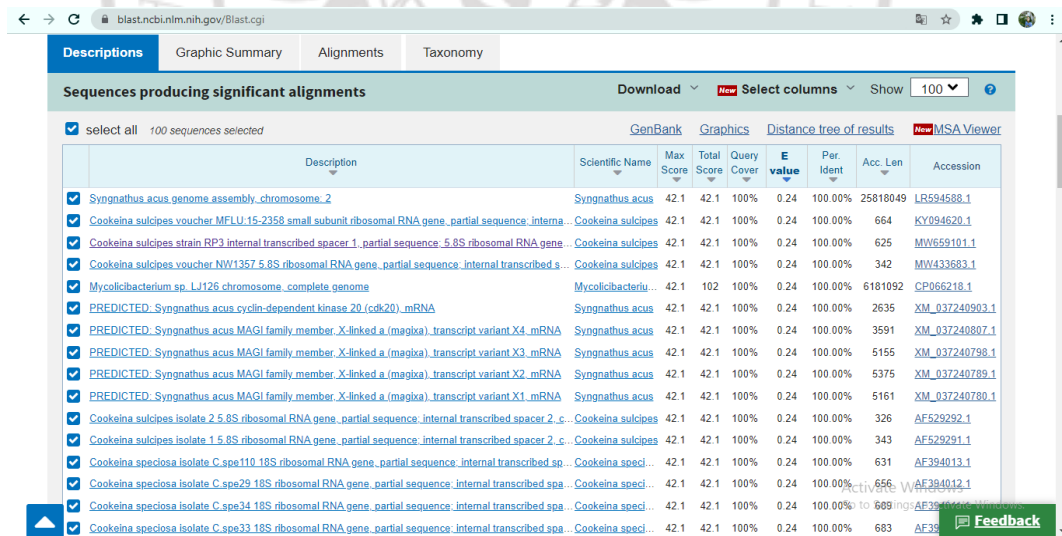 blast.ncbi.nlm.nih.gov/Blast.cgi
Descriptions Graphic Summary Alignments Taxonomy
Sequences producing significant alignments Download New Select columns Show 100 ?
select all 100 sequences selected GenBank Graphics Distance tree of results New MSA Viewer
Description Scientific Name Max Score Total Score Query Cover E value Per. Ident Acc. Len Accession
Syngnathus acus genome assembly, chromosome: 2 Syngnathus acus 42.1 42.1 100% 0.24 100.00% 25818049 LR594588.1
Cookeina sulcipes voucher MFLU:15-2358 small subunit ribosomal RNA gene, partial sequence; interna... Cookeina sulcipes 42.1 42.1 100% 0.24 100.00% 664 KY094620.1
Cookeina sulcipes strain RP3 internal transcribed spacer 1, partial sequence; 5.8S ribosomal RNA gene... Cookeina sulcipes 42.1 42.1 100% 0.24 100.00% 625 MW659101.1
Cookeina sulcipes voucher NW1357 5.8S ribosomal RNA gene, partial sequence; internal transcribed s... Cookeina sulcipes 42.1 42.1 100% 0.24 100.00% 342 MW433683.1
Mycolicibacterium sp. LJ126 chromosome, complete genome Mycolicibacteriu... 42.1 102 100% 0.24 100.00% 6181092 CP066218.1
PREDICTED: Syngnathus acus cyclin-dependent kinase 20 (cdk20), mRNA Syngnathus acus 42.1 42.1 100% 0.24 100.00% 2635 XM_037240903.1
PREDICTED: Syngnathus acus MAGI family member, X-linked a (magixa), transcript variant X4, mRNA Syngnathus acus 42.1 42.1 100% 0.24 100.00% 3591 XM_037240807.1
PREDICTED: Syngnathus acus MAGI family member, X-linked a (magixa), transcript variant X3, mRNA Syngnathus acus 42.1 42.1 100% 0.24 100.00% 5155 XM_037240798.1
PREDICTED: Syngnathus acus MAGI family member, X-linked a (magixa), transcript variant X2, mRNA Syngnathus acus 42.1 42.1 100% 0.24 100.00% 5375 XM_037240789.1
PREDICTED: Syngnathus acus MAGI family member, X-linked a (magixa), transcript variant X1, mRNA Syngnathus acus 42.1 42.1 100% 0.24 100.00% 5161 XM_037240780.1
Cookeina sulcipes isolate 2 5.8S ribosomal RNA gene, partial sequence; internal transcribed spacer 2, c... Cookeina sulcipes 42.1 42.1 100% 0.24 100.00% 326 AF529292.1
Cookeina sulcipes isolate 1 5.8S ribosomal RNA gene, partial sequence; internal transcribed spacer 2, c... Cookeina sulcipes 42.1 42.1 100% 0.24 100.00% 343 AF529291.1
Cookeina speciosa isolate C.spe110 18S ribosomal RNA gene, partial sequence; internal transcribed sp... Cookeina speci... 42.1 42.1 100% 0.24 100.00% 631 AF394013.1
Cookeina speciosa isolate C.spe29 18S ribosomal RNA gene, partial sequence; internal transcribed spa... Cookeina speci... 42.1 42.1 100% 0.24 100.00% 656 AF394012.1
Activate Windows
Cookeina speciosa isolate C.spe34 18S ribosomal RNA gene, partial sequence; internal transcribed spa... Cookeina speci... 42.1 42.1 100% 0.24 100.00% 689 AF39
Cookeina speciosa isolate C.spe33 18S ribosomal RNA gene, partial sequence; internal transcribed spa... Cookeina speci... 42.1 42.1 100% 0.24 100.00% 683 AF39
Feedback